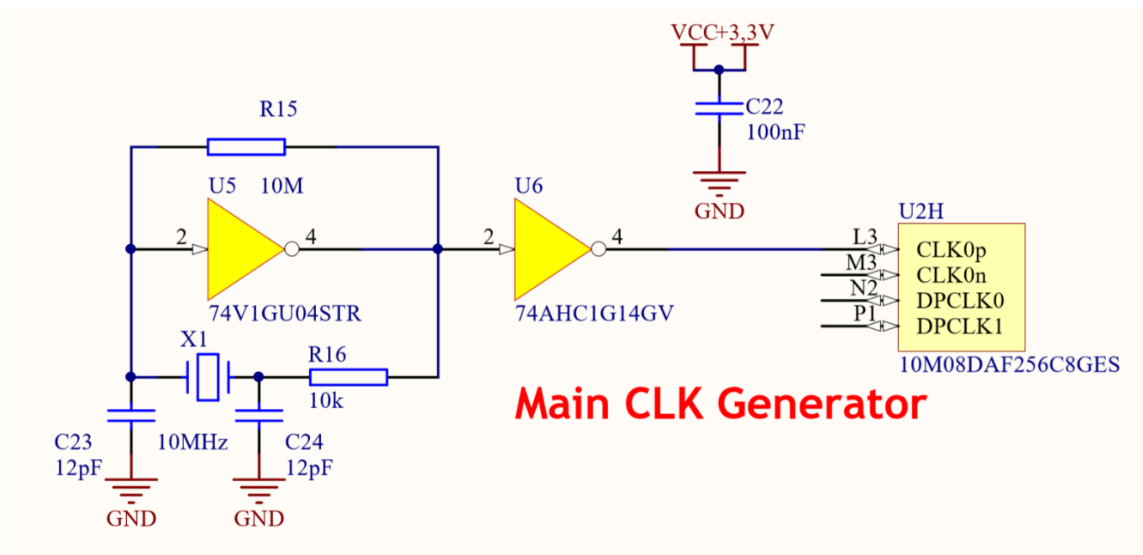 VCC+3,3V
C22
100nF
GND
R15
10M
U5
2
4
74V1GU04STR
U6
2
4
74AHC1G14GV
U2H
L3
CLK0p
M3
CLK0n
N2
DPCLK0
P1
DPCLK1
10M08DAF256C8GES
X1
10MHz
R16
10k
C23
12pF
GND
C24
12pF
GND
Main CLK Generator